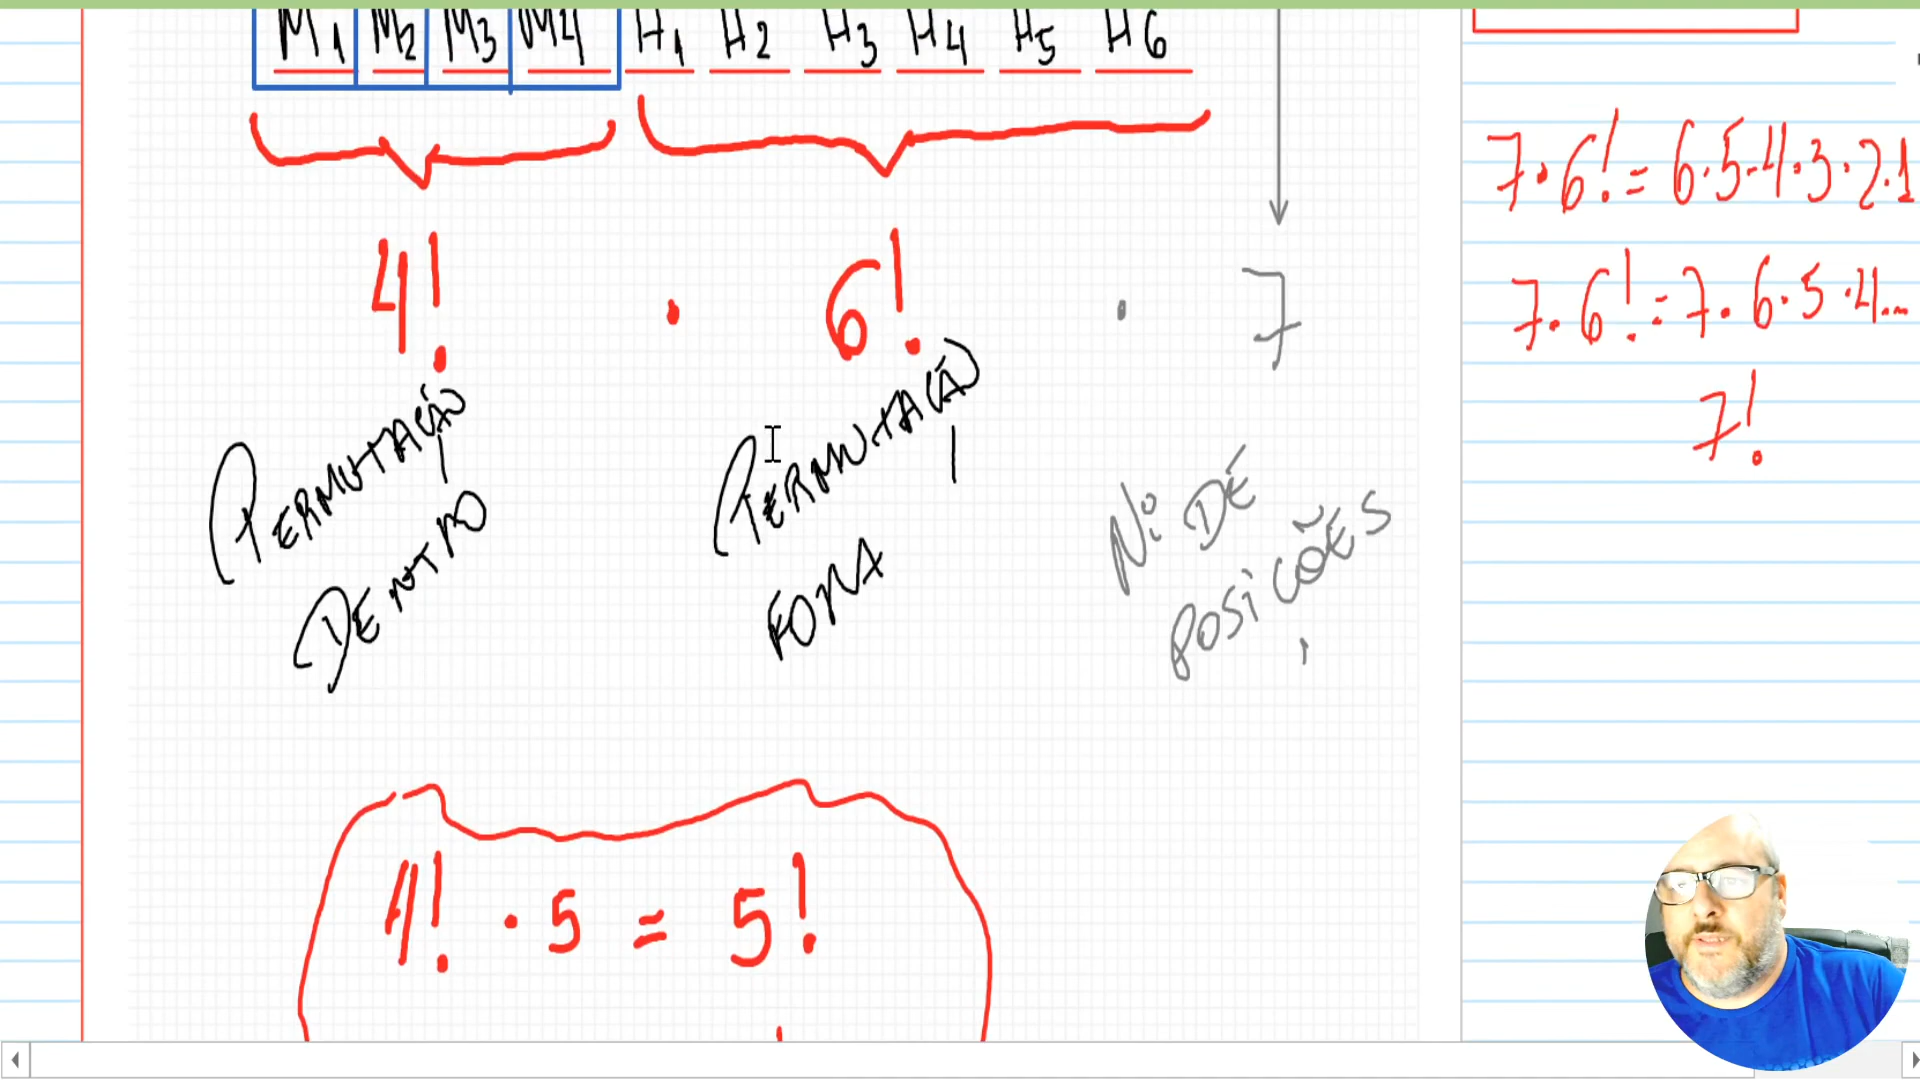 M1 M2 M3 M4 H1 H2 H3 H4 H5 H6
4! · 6! · 7
PERMUTAÇÃO DENTRO
PERMUTAÇÃO FORA
Nº DE POSIÇÕES
4! · 5 = 5!
7 · 6! = 6 · 5 · 4 · 3 · 2 · 1
7 · 6! = 7 · 6 · 5 · 4...
7!